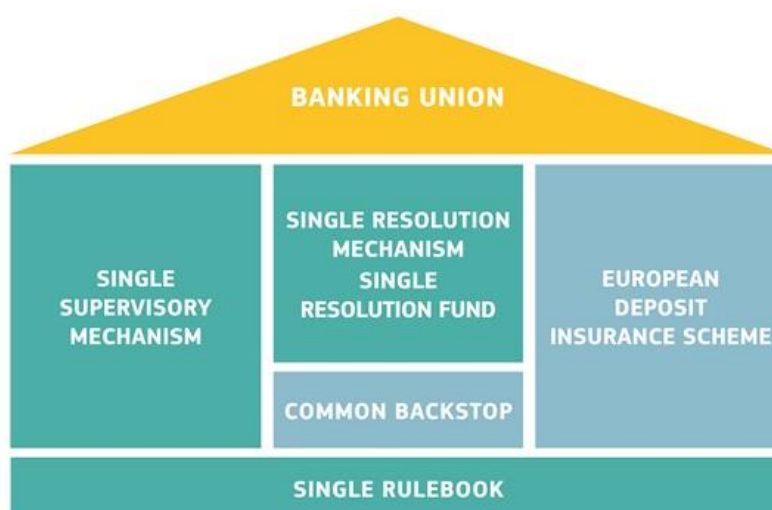 BANKING UNION
SINGLE
SUPERVISORY
MECHANISM
SINGLE RESOLUTION
MECHANISM
SINGLE
RESOLUTION FUND
COMMON BACKSTOP
EUROPEAN
DEPOSIT
INSURANCE SCHEME
SINGLE RULEBOOK